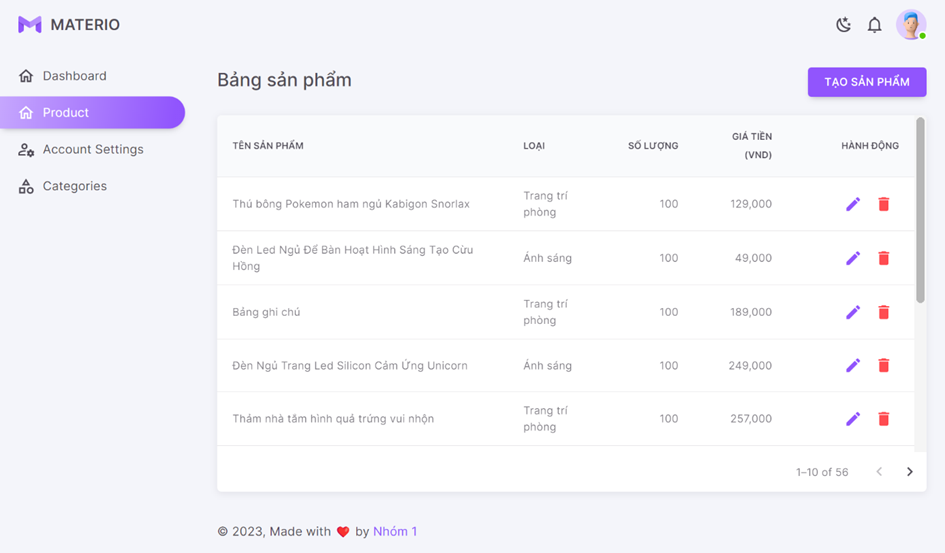 MATERIO
Dashboard
Product
Account Settings
Categories
Bảng sản phẩm
TẠO SẢN PHẨM
TÊN SẢN PHẨM
LOẠI
SỐ LƯỢNG
GIÁ TIỀN
(VND)
HÀNH ĐỘNG
Thú bông Pokemon ham ngủ Kabigon Snorlax
Trang trí
phòng
100
129,000
Đèn Led Ngủ Để Bàn Hoạt Hình Sáng Tạo Cừu
Hồng
Ánh sáng
100
49,000
Bảng ghi chú
Trang trí
phòng
100
189,000
Đèn Ngủ Trang Led Silicon Cảm Ứng Unicorn
Ánh sáng
100
249,000
Thảm nhà tắm hình quả trứng vui nhộn
Trang trí
phòng
100
257,000
1–10 of 56
© 2023, Made with ❤️ by Nhóm 1